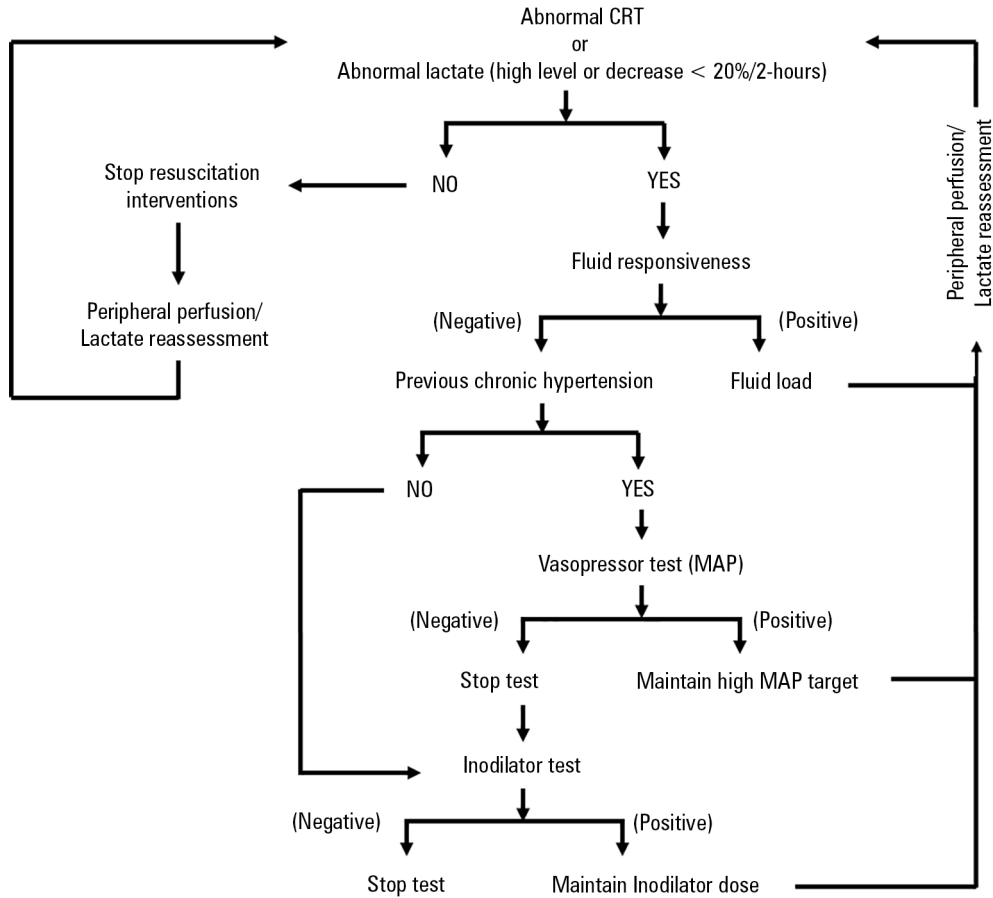 Abnormal CRT
or
Abnormal lactate (high level or decrease < 20%/2-hours)
NO
YES
Stop resuscitation
interventions
Peripheral perfusion/
Lactate reassessment
Fluid responsiveness
(Negative)
(Positive)
Previous chronic hypertension
Fluid load
Peripheral perfusion/
Lactate reassessment
NO
YES
Vasopressor test (MAP)
(Negative)
(Positive)
Stop test
Maintain high MAP target
Inodilator test
(Negative)
(Positive)
Stop test
Maintain Inodilator dose